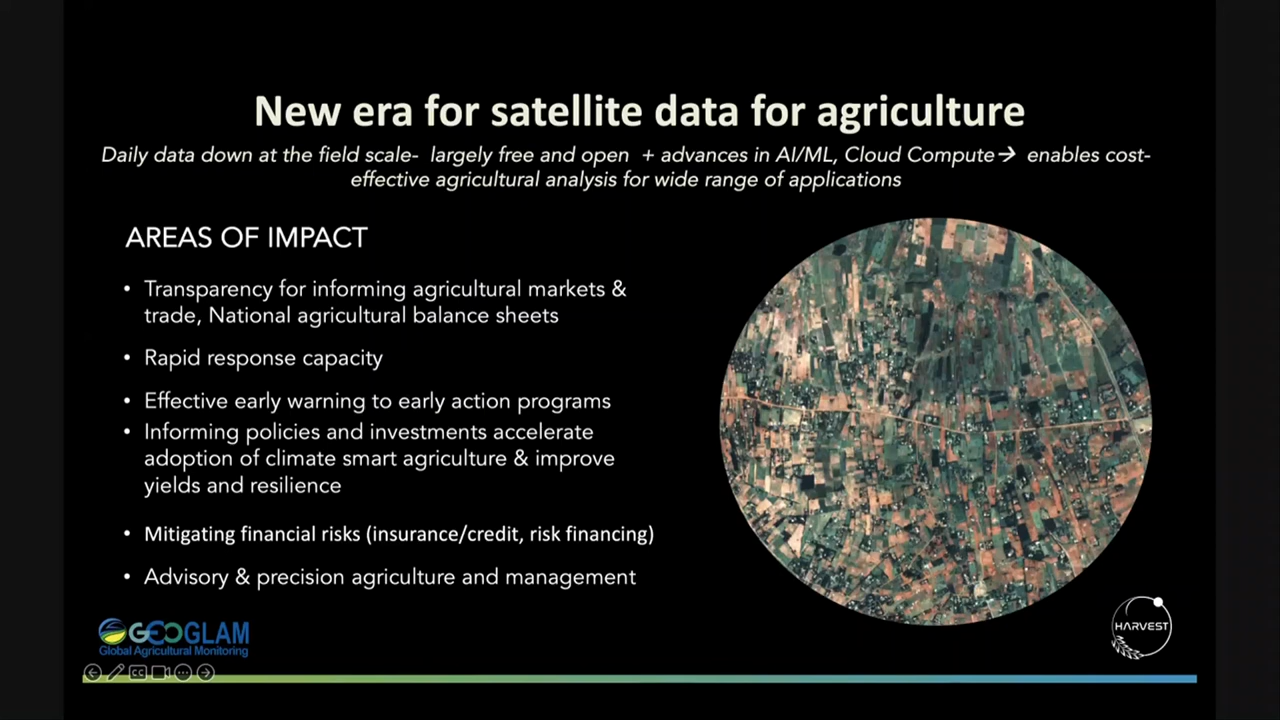 New era for satellite data for agriculture
Daily data down at the field scale- largely free and open + advances in AI/ML, Cloud Compute→ enables cost-
effective agricultural analysis for wide range of applications
AREAS OF IMPACT
• Transparency for informing agricultural markets &
trade, National agricultural balance sheets
• Rapid response capacity
• Effective early warning to early action programs
• Informing policies and investments accelerate
adoption of climate smart agriculture & improve
yields and resilience
• Mitigating financial risks (insurance/credit, risk financing)
• Advisory & precision agriculture and management
GEOGLAM
Global Agricultural Monitoring
HARVEST
CC